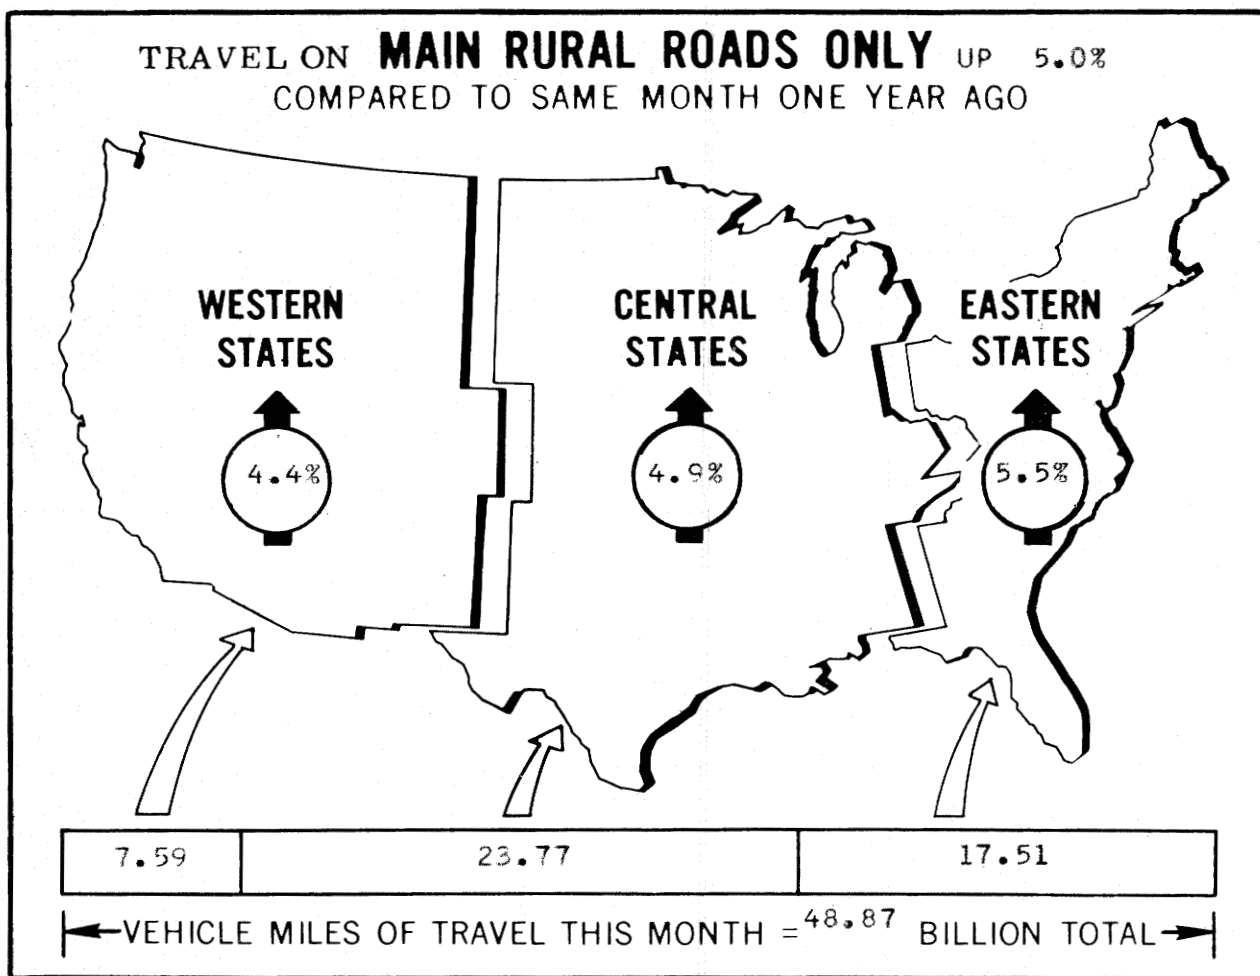 TRAVEL ON MAIN RURAL ROADS ONLY UP 5.0%
COMPARED TO SAME MONTH ONE YEAR AGO
WESTERN
STATES
4.4%
CENTRAL
STATES
4.9%
EASTERN
STATES
5.5%
7.59 23.77 17.51
VEHICLE MILES OF TRAVEL THIS MONTH = 48.87 BILLION TOTAL